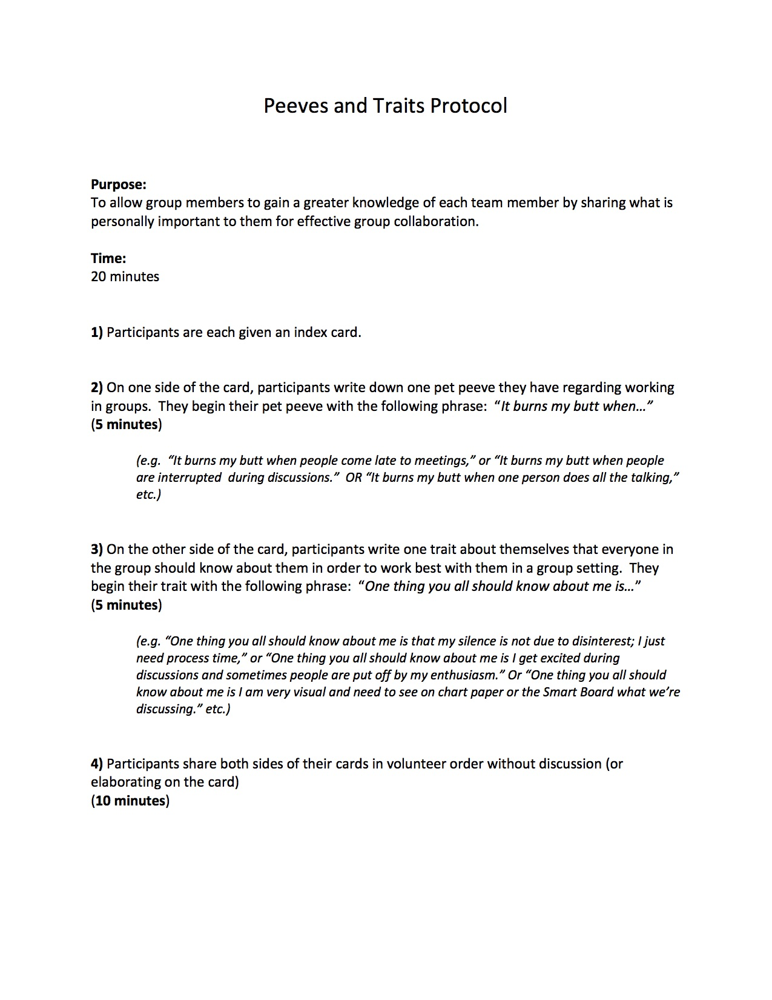 Peeves and Traits Protocol
Purpose:
To allow group members to gain a greater knowledge of each team member by sharing what is
personally important to them for effective group collaboration.
Time:
20 minutes
1) Participants are each given an index card.
2) On one side of the card, participants write down one pet peeve they have regarding working
in groups.  They begin their pet peeve with the following phrase:  “It burns my butt when…”
(5 minutes)
(e.g.  “It burns my butt when people come late to meetings,” or “It burns my butt when people
are interrupted  during discussions.”  OR “It burns my butt when one person does all the talking,”
etc.)
3) On the other side of the card, participants write one trait about themselves that everyone in
the group should know about them in order to work best with them in a group setting.  They
begin their trait with the following phrase:  “One thing you all should know about me is…”
(5 minutes)
(e.g. “One thing you all should know about me is that my silence is not due to disinterest; I just
need process time,” or “One thing you all should know about me is I get excited during
discussions and sometimes people are put off by my enthusiasm.” Or “One thing you all should
know about me is I am very visual and need to see on chart paper or the Smart Board what we’re
discussing.” etc.)
4) Participants share both sides of their cards in volunteer order without discussion (or
elaborating on the card)
(10 minutes)